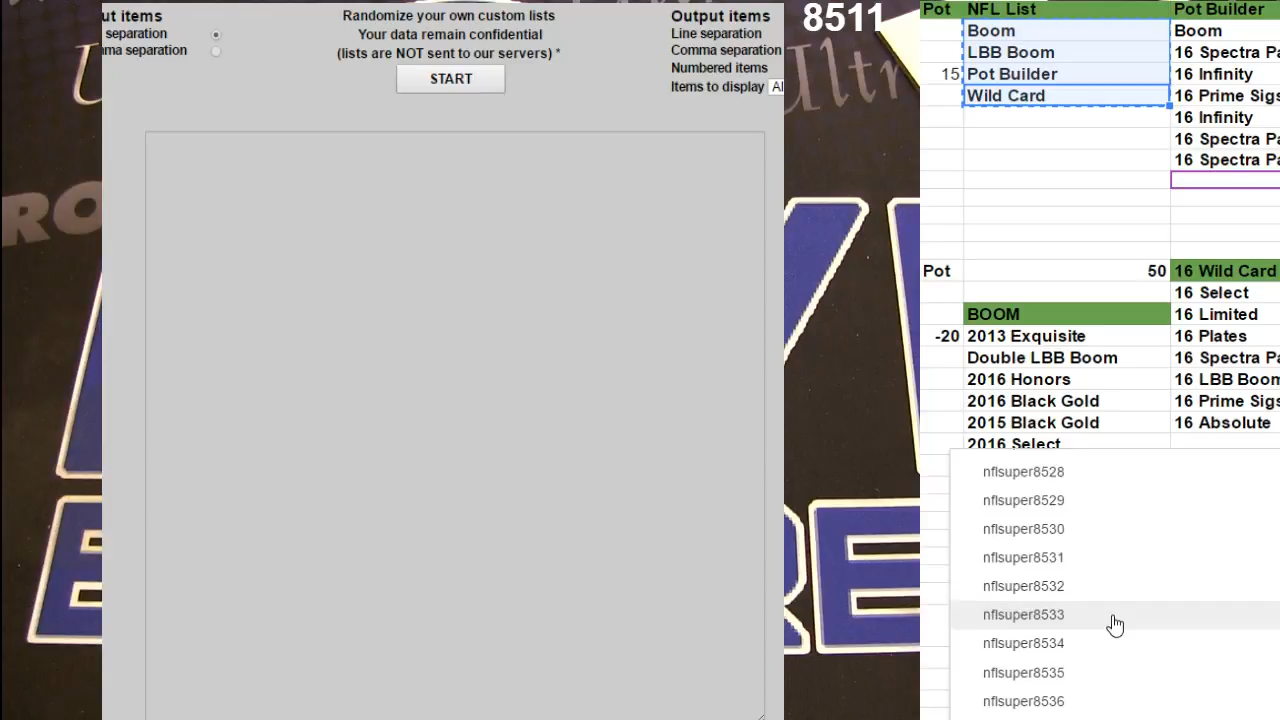 ut items
separation
ma separation
Randomize your own custom lists
Your data remain confidential
(lists are NOT sent to our servers) *
START
Output items
Line separation
Comma separation
Numbered items
Items to display
8511
Ultr
RO
Pot NFL List Pot Builder
Boom Boom
LBB Boom 16 Spectra Pa
15 Pot Builder 16 Infinity
Wild Card 16 Prime Sigs
16 Infinity
16 Spectra Pa
16 Spectra Pa
Pot 50 16 Wild Card
16 Select
BOOM 16 Limited
-20 2013 Exquisite 16 Plates
Double LBB Boom 16 Spectra Pa
2016 Honors 16 LBB Boom
2016 Black Gold 16 Prime Sigs
2015 Black Gold 16 Absolute
2016 Select
nflsuper8528
nflsuper8529
nflsuper8530
nflsuper8531
nflsuper8532
nflsuper8533
nflsuper8534
nflsuper8535
nflsuper8536